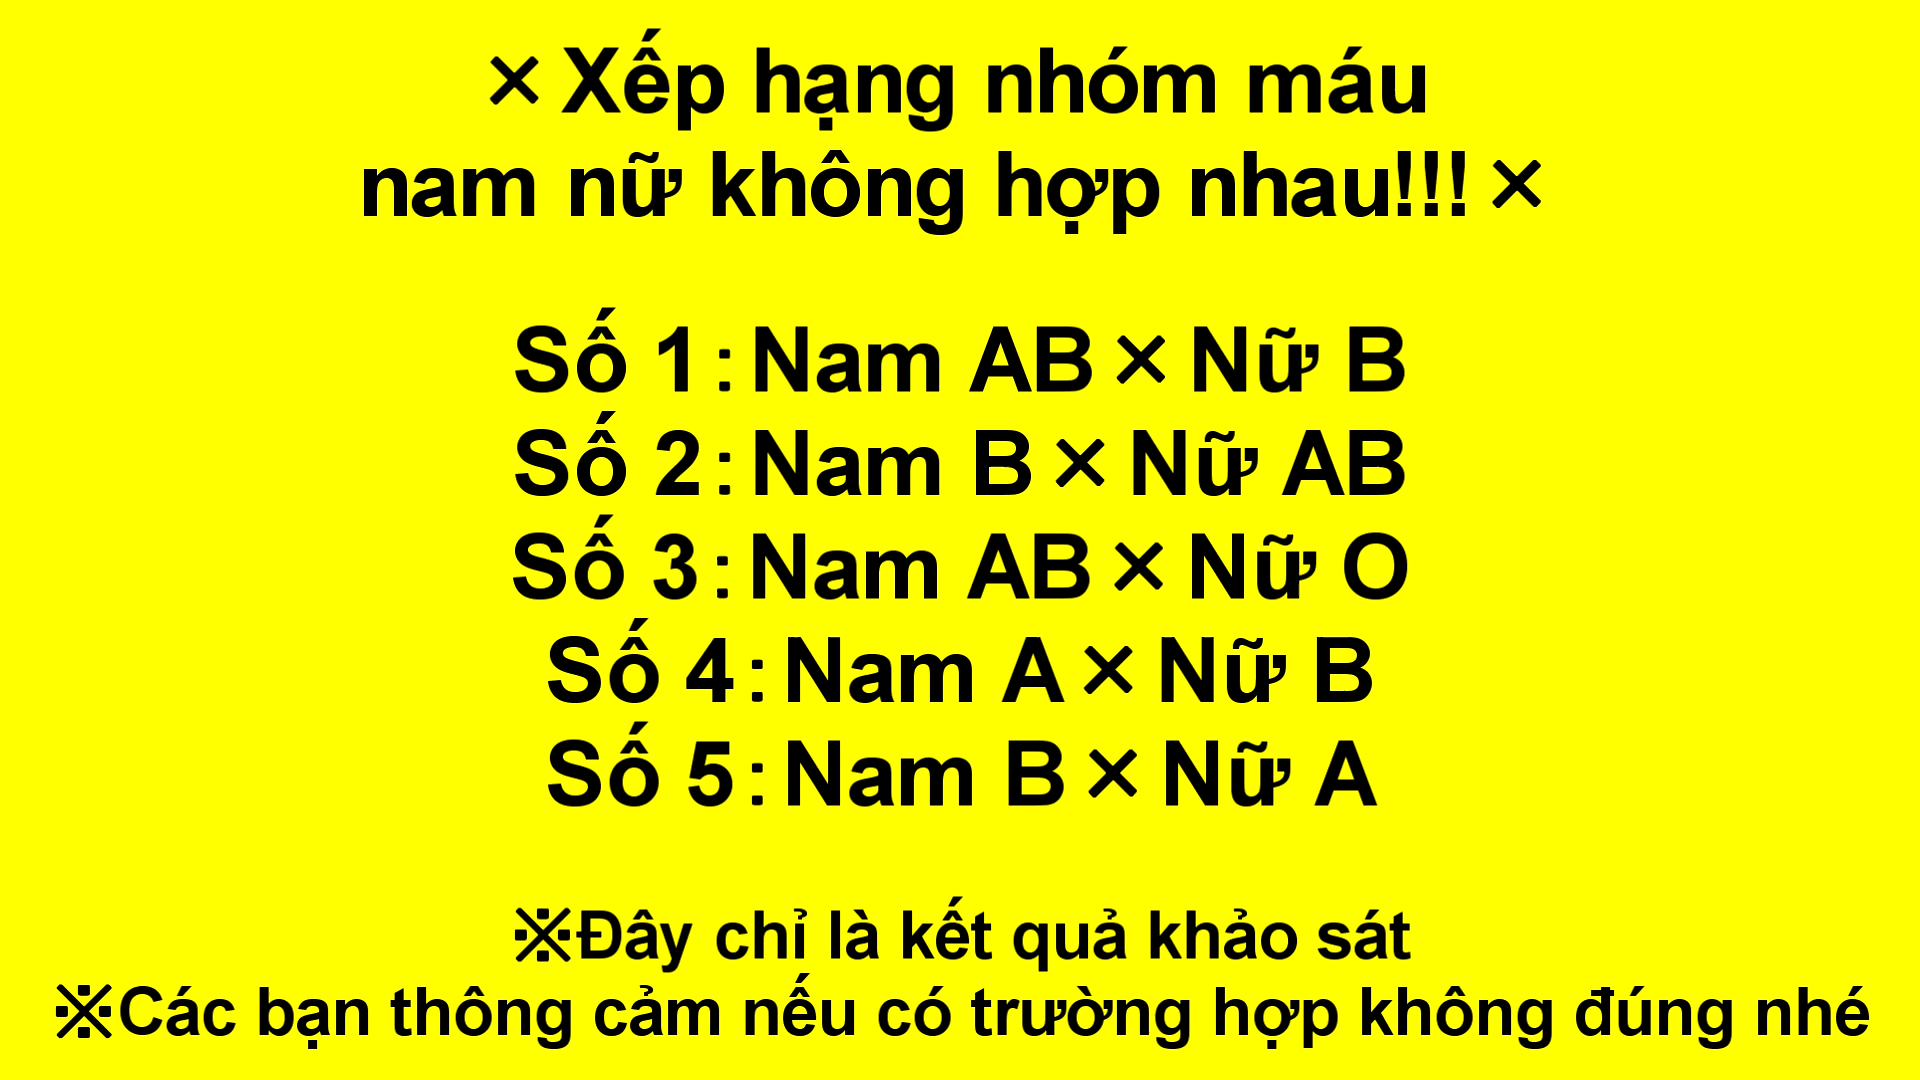 ×Xếp hạng nhóm máu
nam nữ không hợp nhau!!!×
Số 1:Nam AB×Nữ B
Số 2:Nam B×Nữ AB
Số 3:Nam AB×Nữ O
Số 4:Nam A×Nữ B
Số 5:Nam B×Nữ A
※Đây chỉ là kết quả khảo sát
※Các bạn thông cảm nếu có trường hợp không đúng nhé